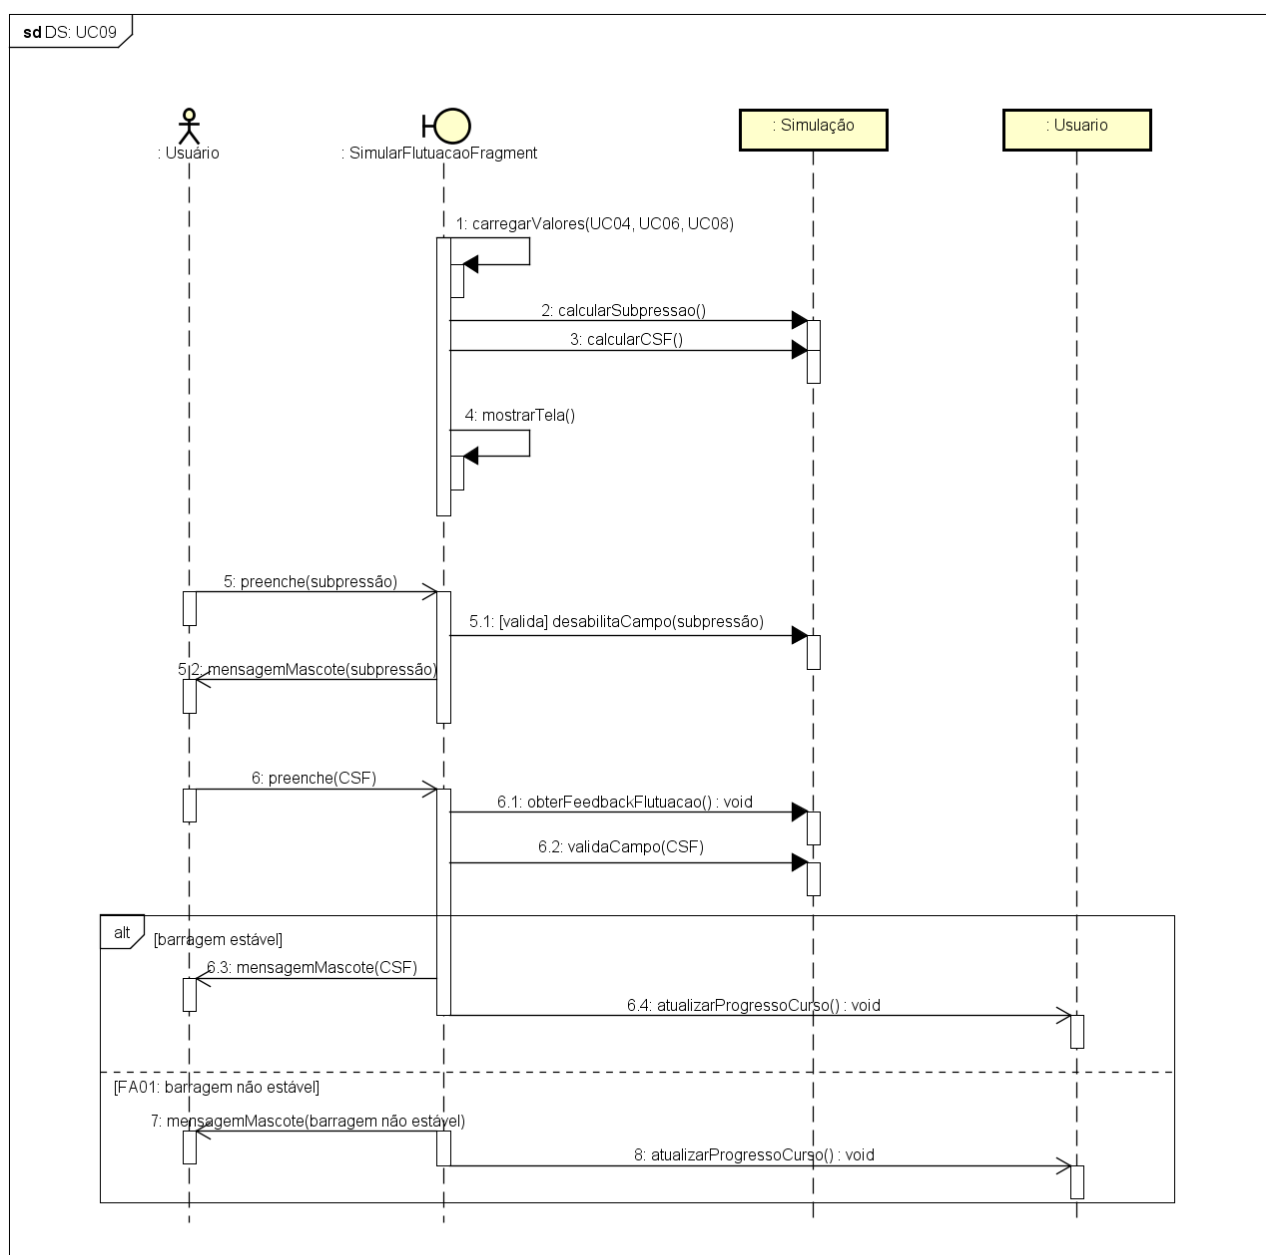 sd DS: UC09
: Usuário
: SimularFlutuacaoFragment
: Simulação
: Usuario
1: carregarValores(UC04, UC06, UC08)
2: calcularSubpressao()
3: calcularCSF()
4: mostrarTela()
5: preenche(subpressão)
5.1: [valida] desabilitaCampo(subpressão)
5.2: mensagemMascote(subpressão)
6: preenche(CSF)
6.1: obterFeedbackFlutuacao() : void
6.2: validaCampo(CSF)
alt
[barragem estável]
6.3: mensagemMascote(CSF)
6.4: atualizarProgressoCurso() : void
[FA01: barragem não estável]
7: mensagemMascote(barragem não estável)
8: atualizarProgressoCurso() : void